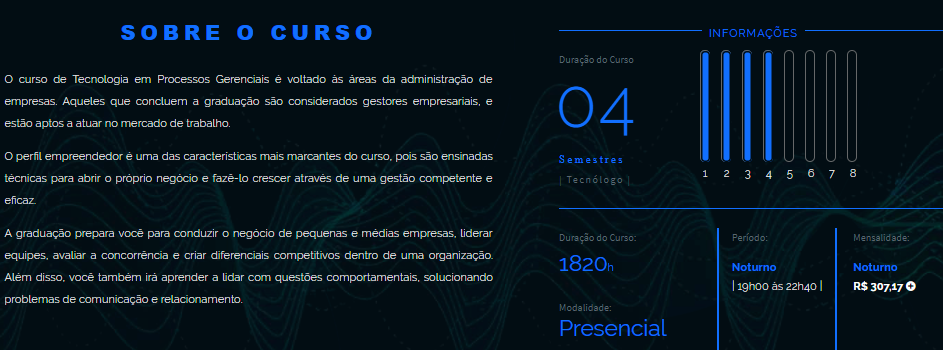 SOBRE O CURSO
O curso de Tecnologia em Processos Gerenciais é voltado às áreas da administração de
empresas. Aqueles que concluem a graduação são considerados gestores empresariais, e
estão aptos a atuar no mercado de trabalho.
O perfil empreendedor é uma das características mais marcantes do curso, pois são ensinadas
técnicas para abrir o próprio negócio e fazê-lo crescer através de uma gestão competente e
eficaz.
A graduação prepara você para conduzir o negócio de pequenas e médias empresas, liderar
equipes, avaliar a concorrência e criar diferenciais competitivos dentro de uma organização.
Além disso, você também irá aprender a lidar com questões comportamentais, solucionando
problemas de comunicação e relacionamento.
INFORMAÇÕES
Duração do Curso
04
Semestres
| Tecnólogo |
1 2 3 4 5 6 7 8
Duração do Curso:
1820h
Modalidade:
Presencial
Período:
Noturno
| 19h00 às 22h40 |
Mensalidade:
Noturno
R$ 307,17